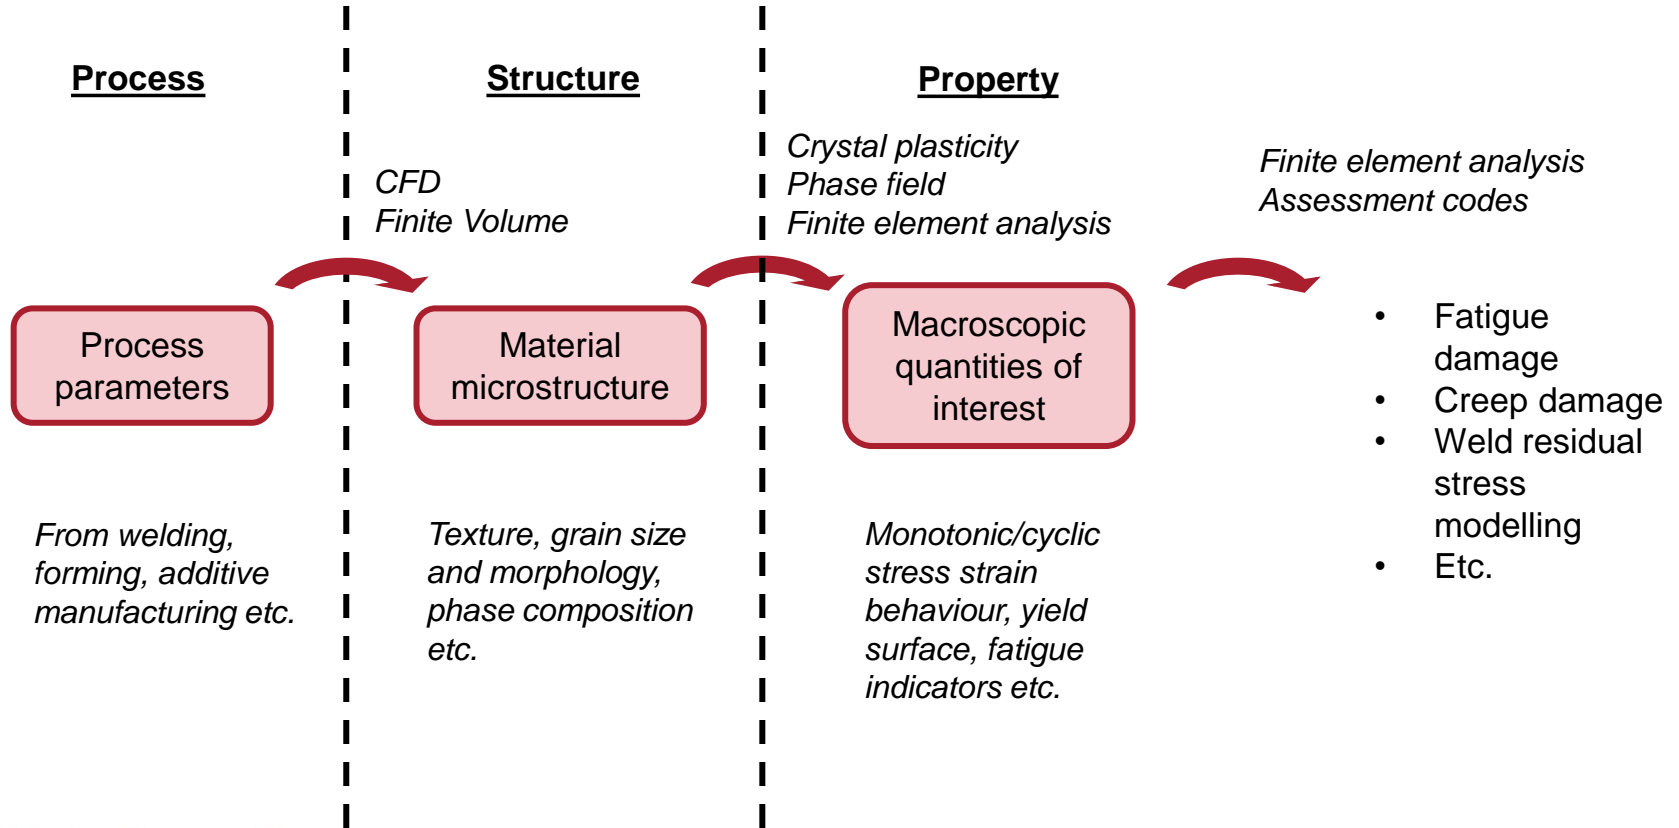 Process
Structure
Property
CFD
Finite Volume
Crystal plasticity
Phase field
Finite element analysis
Finite element analysis
Assessment codes
Process
parameters
Material
microstructure
Macroscopic
quantities of
interest
• Fatigue
damage
• Creep damage
• Weld residual
stress
modelling
• Etc.
From welding,
forming, additive
manufacturing etc.
Texture, grain size
and morphology,
phase composition
etc.
Monotonic/cyclic
stress strain
behaviour, yield
surface, fatigue
indicators etc.